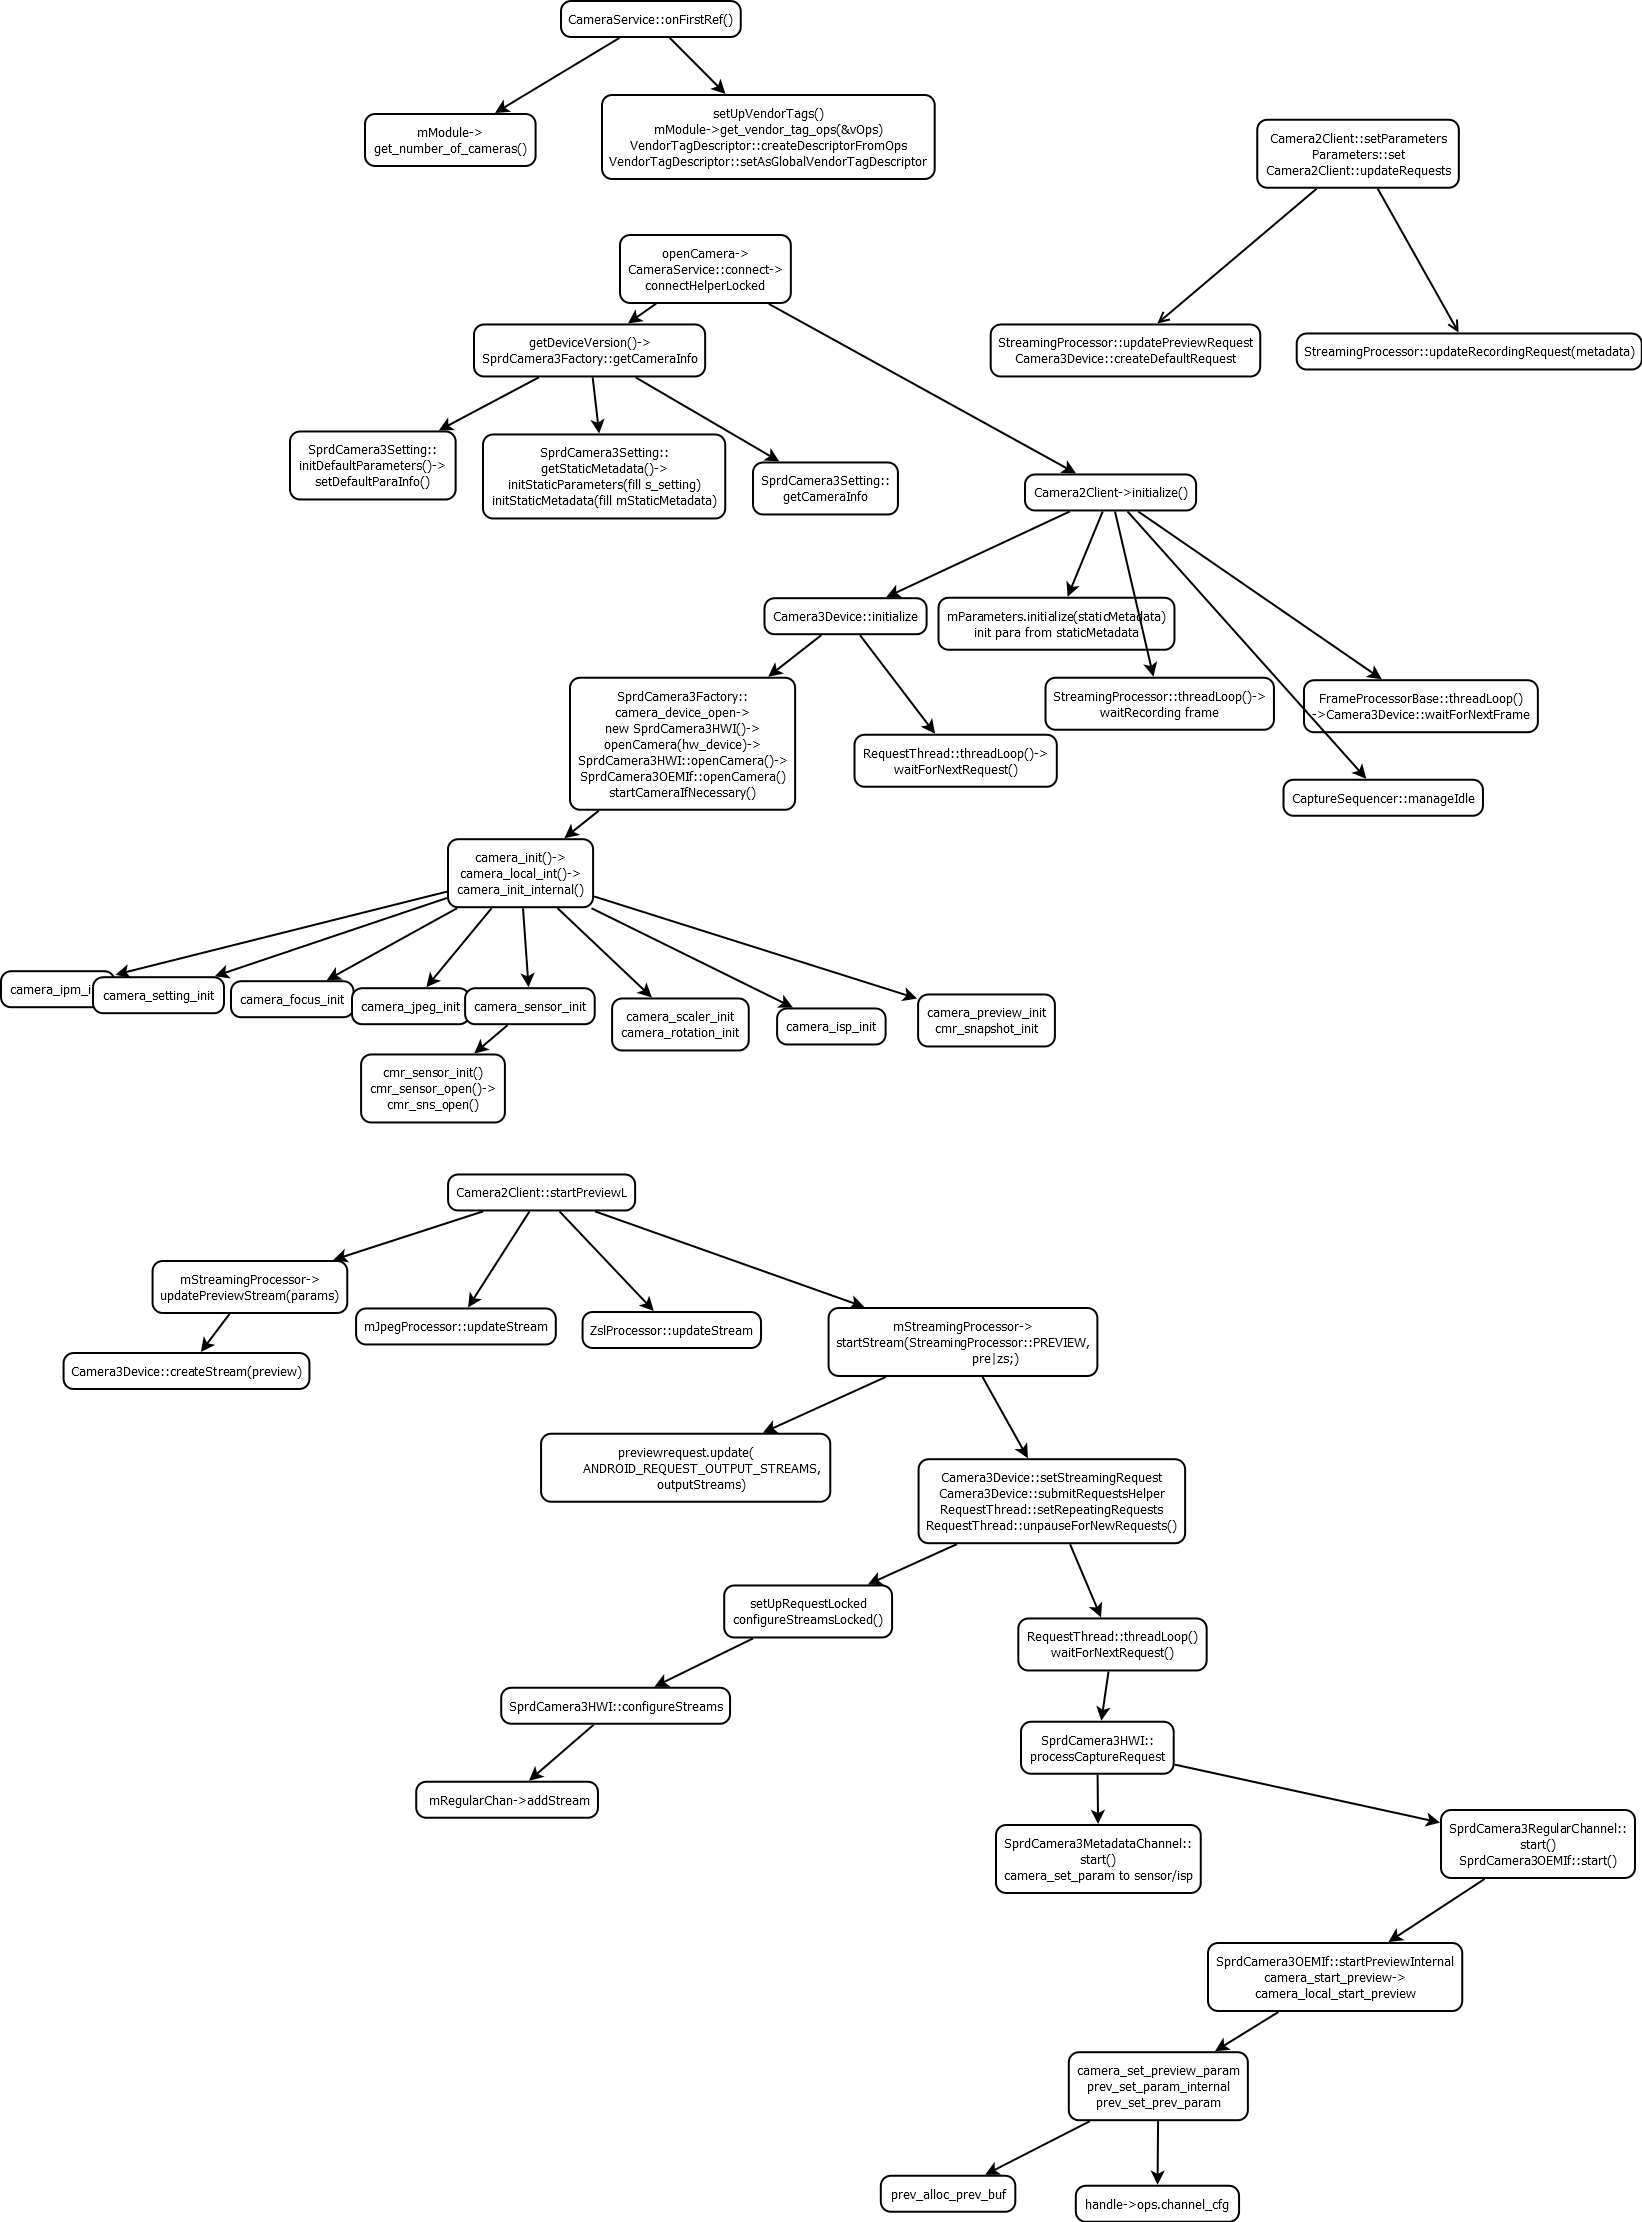 CameraService::onFirstRef()
mModule->
get_number_of_cameras()
setUpVendorTags()
mModule->get_vendor_tag_ops(&vOps)
VendorTagDescriptor::createDescriptorFromOps
VendorTagDescriptor::setAsGlobalVendorTagDescriptor
Camera2Client::setParameters
Parameters::set
Camera2Client::updateRequests
openCamera->
CameraService::connect->
connectHelperLocked
getDeviceVersion()->
SprdCamera3Factory::getCameraInfo
StreamingProcessor::updatePreviewRequest
Camera3Device::createDefaultRequest
StreamingProcessor::updateRecordingRequest(metadata)
SprdCamera3Setting::
initDefaultParameters()->
setDefaultParaInfo()
SprdCamera3Setting::
getStaticMetadata()->
initStaticParameters(fill s_setting)
initStaticMetadata(fill mStaticMetadata)
SprdCamera3Setting::
getCameraInfo
Camera2Client->initialize()
Camera3Device::initialize
mParameters.initialize(staticMetadata)
init para from staticMetadata
SprdCamera3Factory::
camera_device_open->
new SprdCamera3HWI()->
openCamera(hw_device)->
SprdCamera3HWI::openCamera()->
SprdCamera3OEMIf::openCamera()
startCameraIfNecessary()
StreamingProcessor::threadLoop()->
waitRecording frame
FrameProcessorBase::threadLoop()
->Camera3Device::waitForNextFrame
RequestThread::threadLoop()->
waitForNextRequest()
CaptureSequencer::manageIdle
camera_init()->
camera_local_int()->
camera_init_internal()
camera_ipm_i
camera_setting_init
camera_focus_init
camera_jpeg_init
camera_sensor_init
camera_scaler_init
camera_rotation_init
camera_isp_init
camera_preview_init
cmr_snapshot_init
cmr_sensor_init()
cmr_sensor_open()->
cmr_sns_open()
Camera2Client::startPreviewL
mStreamingProcessor->
updatePreviewStream(params)
mJpegProcessor::updateStream
ZslProcessor::updateStream
mStreamingProcessor->
startStream(StreamingProcessor::PREVIEW,
pre|zs;)
Camera3Device::createStream(preview)
previewrequest.update(
ANDROID_REQUEST_OUTPUT_STREAMS,
outputStreams)
Camera3Device::setStreamingRequest
Camera3Device::submitRequestsHelper
RequestThread::setRepeatingRequests
RequestThread::unpauseForNewRequests()
setUpRequestLocked
configureStreamsLocked()
RequestThread::threadLoop()
waitForNextRequest()
SprdCamera3HWI::configureStreams
SprdCamera3HWI::
processCaptureRequest
mRegularChan->addStream
SprdCamera3MetadataChannel::
start()
camera_set_param to sensor/isp
SprdCamera3RegularChannel::
start()
SprdCamera3OEMIf::start()
SprdCamera3OEMIf::startPreviewInternal
camera_start_preview->
camera_local_start_preview
camera_set_preview_param
prev_set_param_internal
prev_set_prev_param
prev_alloc_prev_buf
handle->ops.channel_cfg